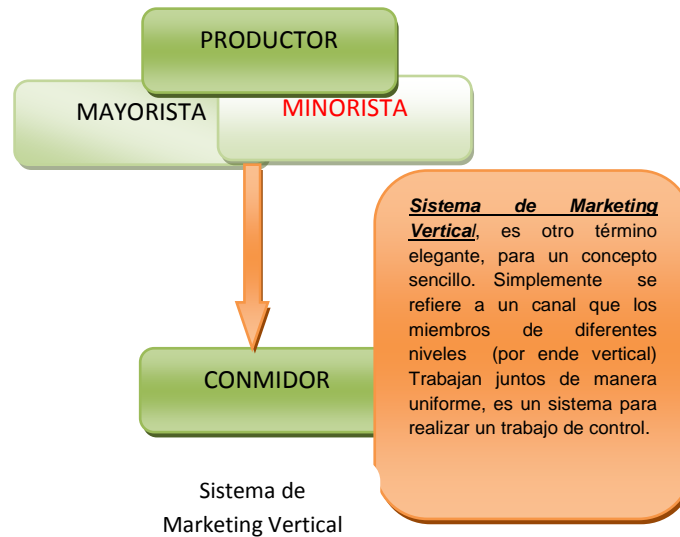 PRODUCTOR
MAYORISTA
MINORISTA
Sistema de Marketing
Vertical, es otro término
elegante, para un concepto
sencillo. Simplemente se
refiere a un canal que los
miembros de diferentes
niveles (por ende vertical)
Trabajan juntos de manera
uniforme, es un sistema para
realizar un trabajo de control.
CONMIDOR
Sistema de
Marketing Vertical